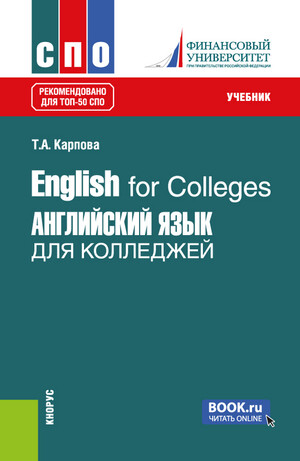 СПО
ФИНАНСОВЫЙ
УНИВЕРСИТЕТ
ПРИ ПРАВИТЕЛЬСТВЕ РОССИЙСКОЙ ФЕДЕРАЦИИ
РЕКОМЕНДОВАНО
ДЛЯ ТОП-50 СПО
УЧЕБНИК
Т.А. Карпова
English for Colleges
АНГЛИЙСКИЙ ЯЗЫК
ДЛЯ КОЛЛЕДЖЕЙ
КНОРУС
BOOK.ru
ЧИТАТЬ ONLINE